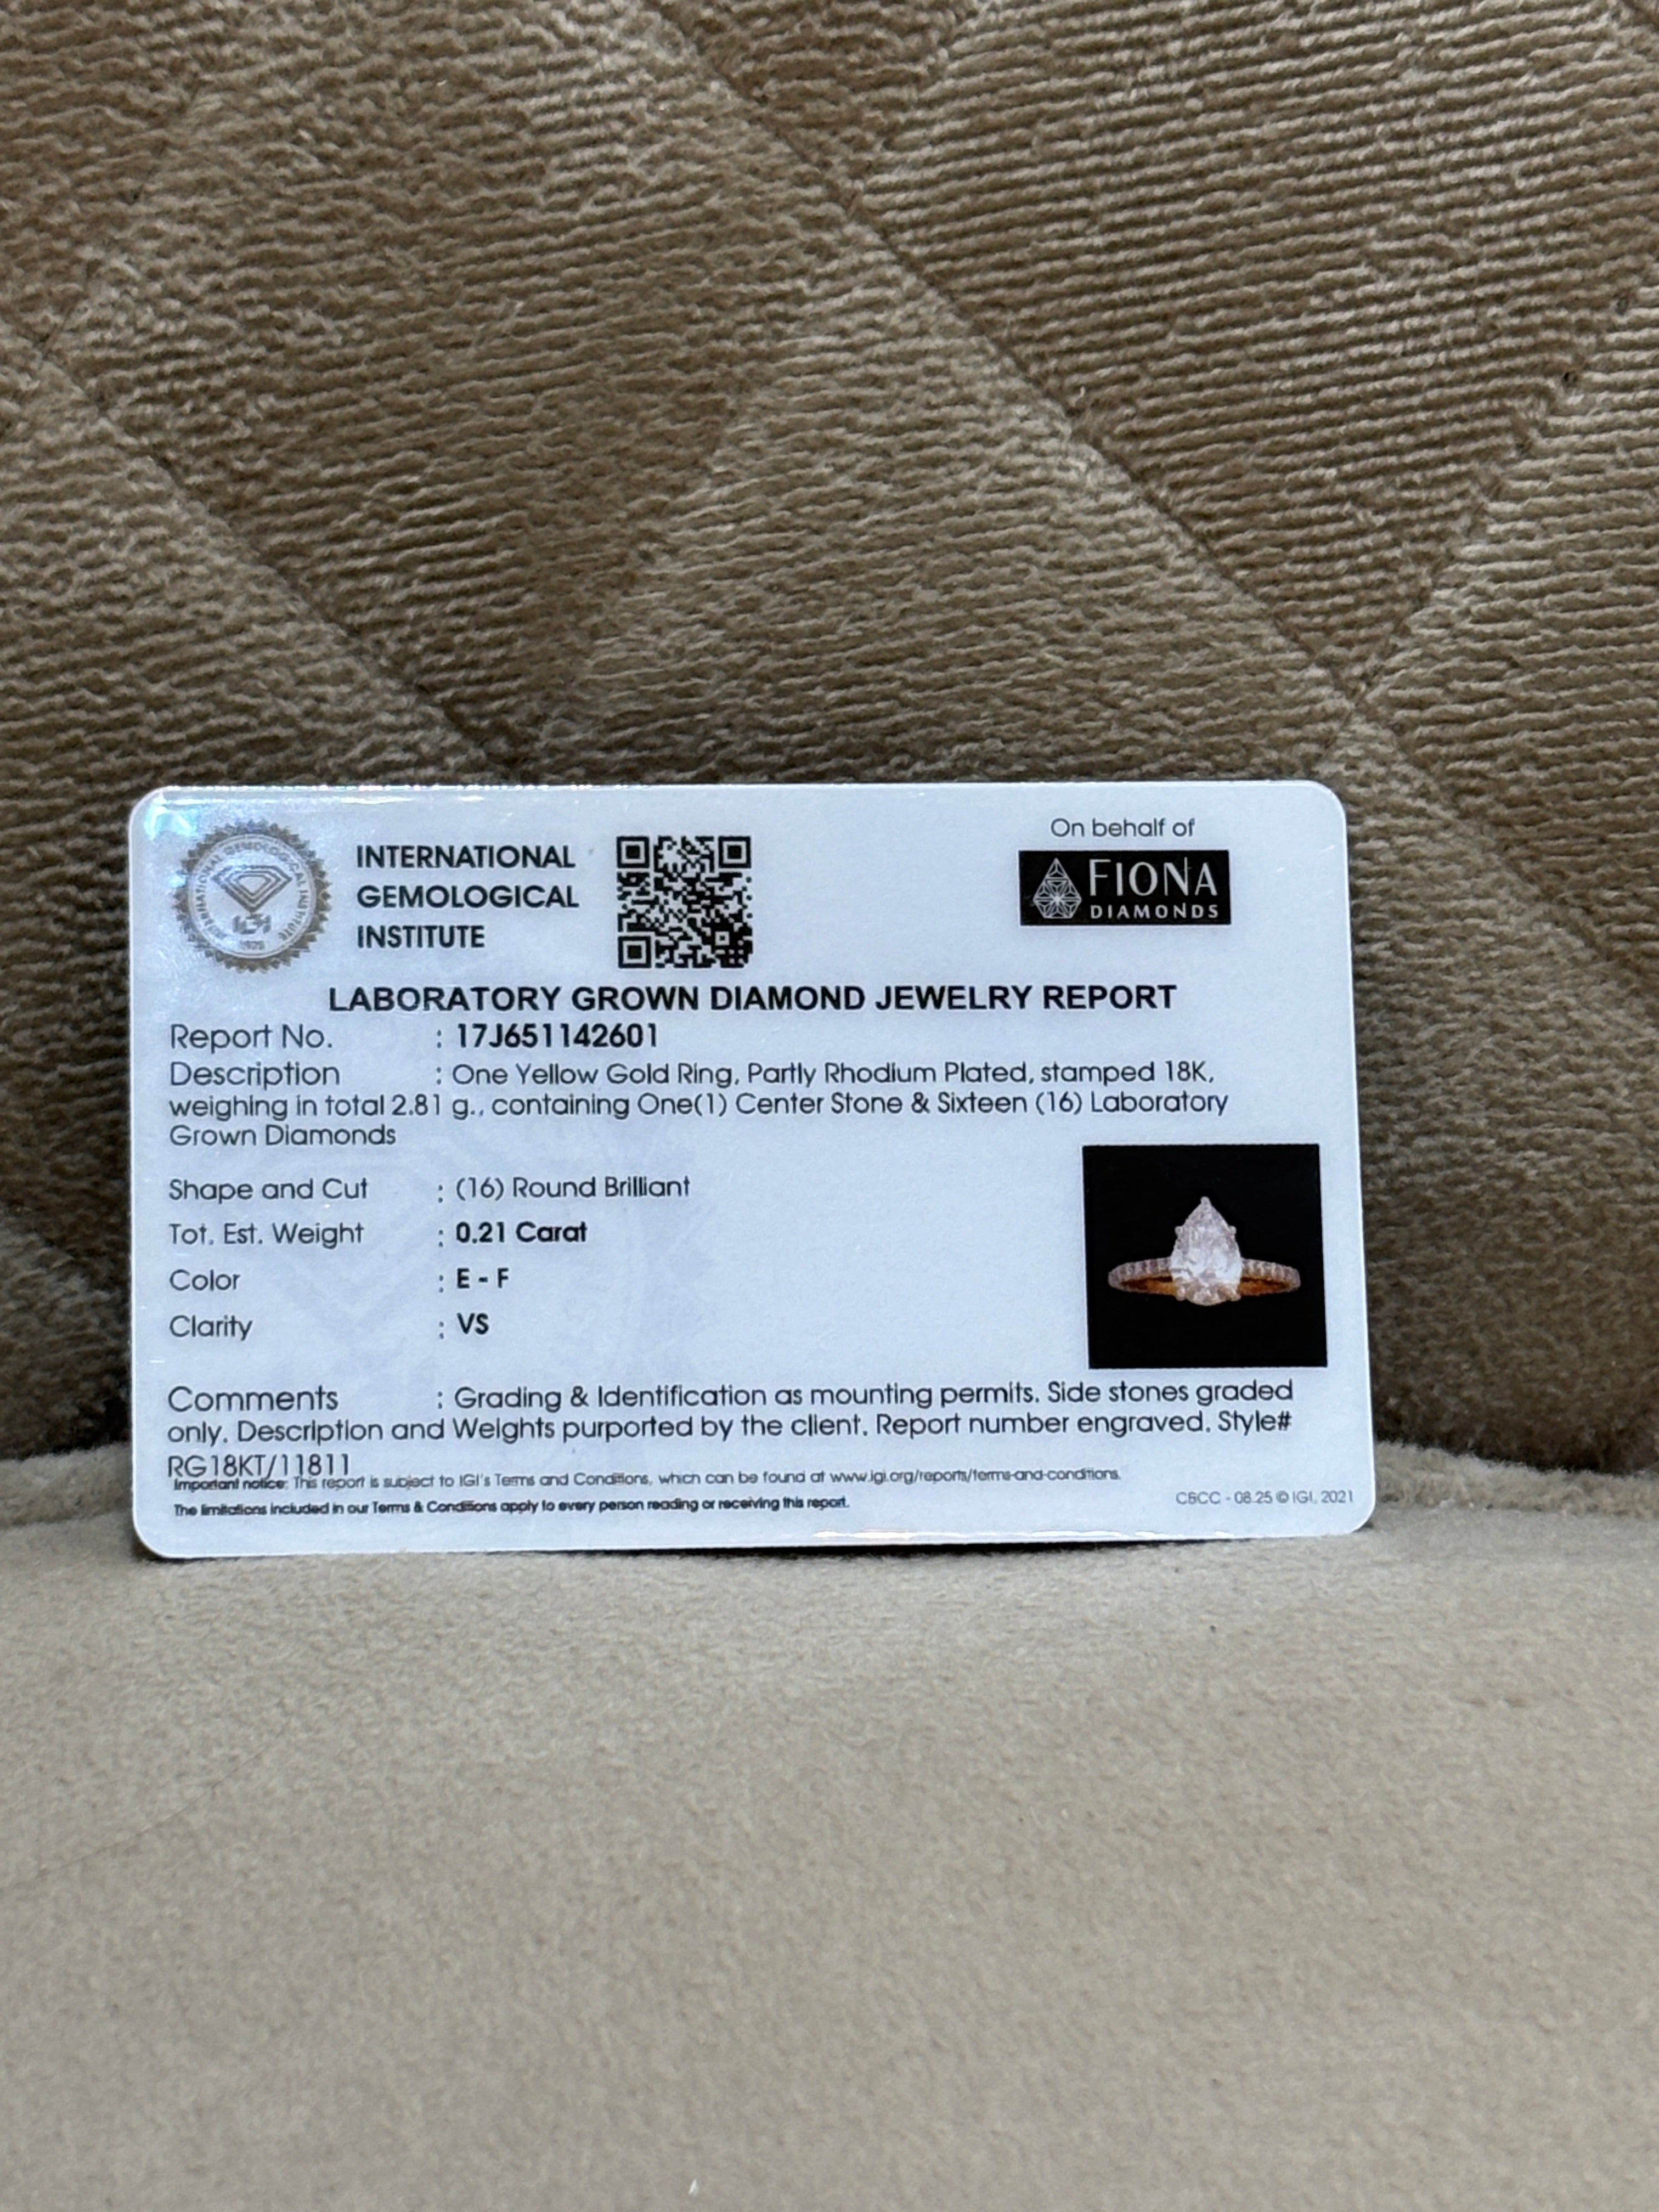 INTERNATIONAL
GEMOLOGICAL
INSTITUTE
INTERNATIONAL GEMOLOGICAL INSTITUTE
IGI
1975
On behalf of
FIONA
DIAMONDS
LABORATORY GROWN DIAMOND JEWELRY REPORT
Report No. : 17J651142601
Description : One Yellow Gold Ring, Partly Rhodium Plated, stamped 18K,
weighing in total 2.81 g., containing One(1) Center Stone & Sixteen (16) Laboratory
Grown Diamonds
Shape and Cut : (16) Round Brilliant
Tot. Est. Weight : 0.21 Carat
Color : E - F
Clarity : VS
Comments : Grading & Identification as mounting permits. Side stones graded
only. Description and Weights purported by the client. Report number engraved. Style#
RG18KT/11811
Important notice: This report is subject to IGI's Terms and Conditions, which can be found at www.igi.org/reports/terms-and-conditions.
The limitations included in our Terms & Conditions apply to every person reading or receiving this report.
C&CC - 08.25 © IGI, 2021